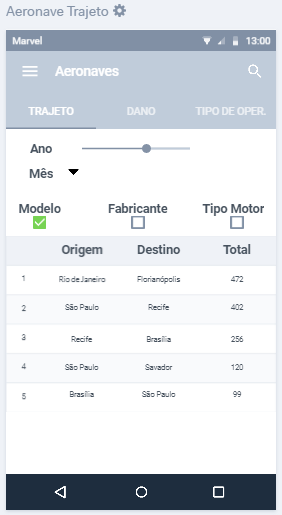 Aeronave Trajeto
Marvel 13:00
Aeronaves
TRAJETO DANO TIPO DE OPER.
Ano
Mês
Modelo Fabricante Tipo Motor
Origem Destino Total
1 Rio de Janeiro Florianópolis 472
2 São Paulo Recife 402
3 Recife Brasília 256
4 São Paulo Savador 120
5 Brasília São Paulo 99